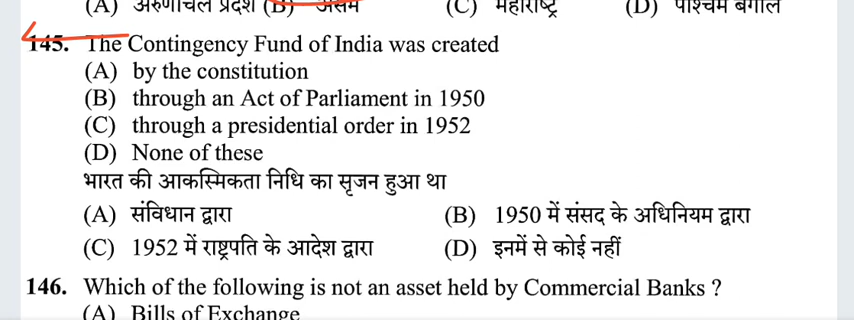 (A) अरुणाचल प्रदेश (B) असम (C) महाराष्ट्र (D) पश्चिम बंगाल
145. The Contingency Fund of India was created
(A) by the constitution
(B) through an Act of Parliament in 1950
(C) through a presidential order in 1952
(D) None of these
भारत की आकस्मिकता निधि का सृजन हुआ था
(A) संविधान द्वारा (B) 1950 में संसद के अधिनियम द्वारा
(C) 1952 में राष्ट्रपति के आदेश द्वारा (D) इनमें से कोई नहीं
146. Which of the following is not an asset held by Commercial Banks ?
(A) Bills of Exchange